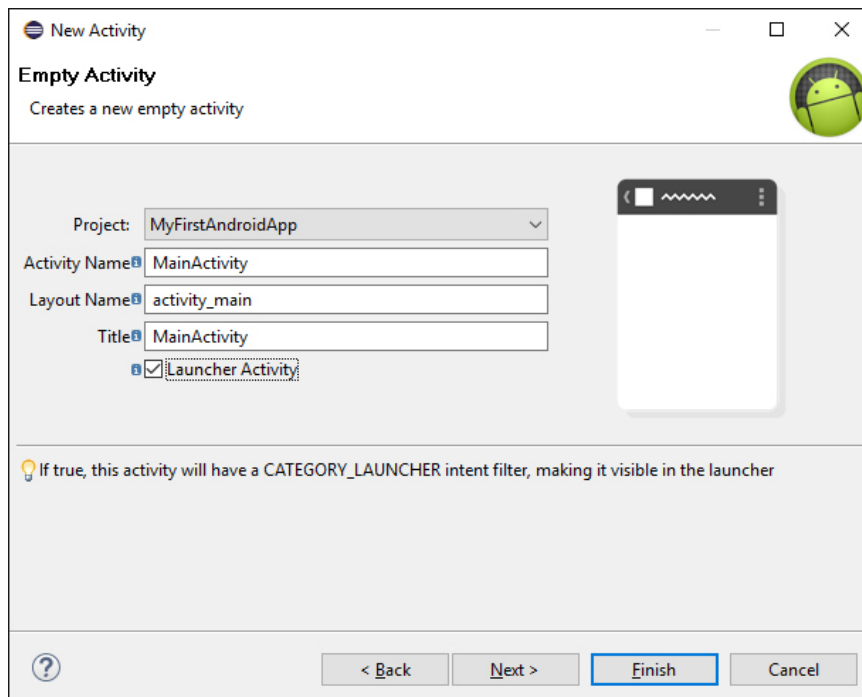 New Activity
Empty Activity
Creates a new empty activity
Project: MyFirstAndroidApp
Activity Name MainActivity
Layout Name activity_main
Title MainActivity
Launcher Activity
If true, this activity will have a CATEGORY_LAUNCHER intent filter, making it visible in the launcher
< Back Next > Finish Cancel